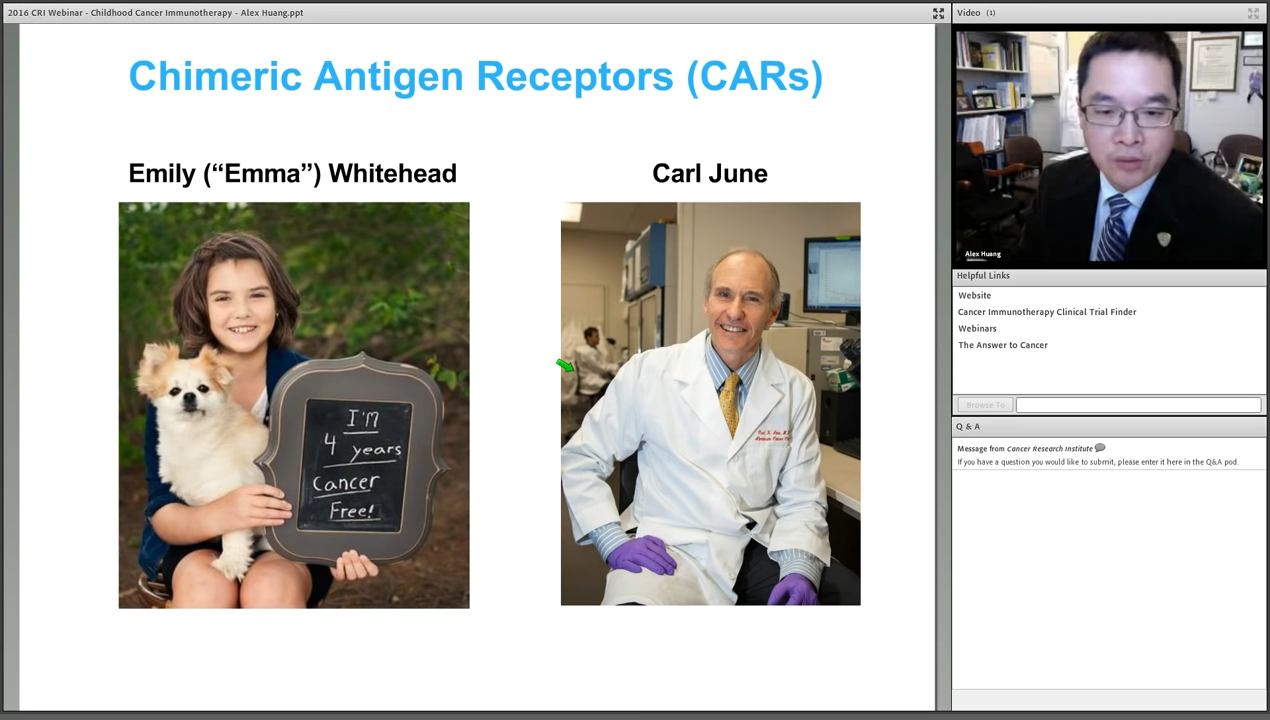 2016 CRI Webinar - Childhood Cancer Immunotherapy - Alex Huang.ppt
Chimeric Antigen Receptors (CARs)
Emily (“Emma”) Whitehead
Carl June
I'M
4 years
Cancer
Free!
Video (1)
Alex Huang
Helpful Links
Website
Cancer Immunotherapy Clinical Trial Finder
Webinars
The Answer to Cancer
Browse To
Q & A
Message from Cancer Research Institute
If you have a question you would like to submit, please enter it here in the Q&A pod.